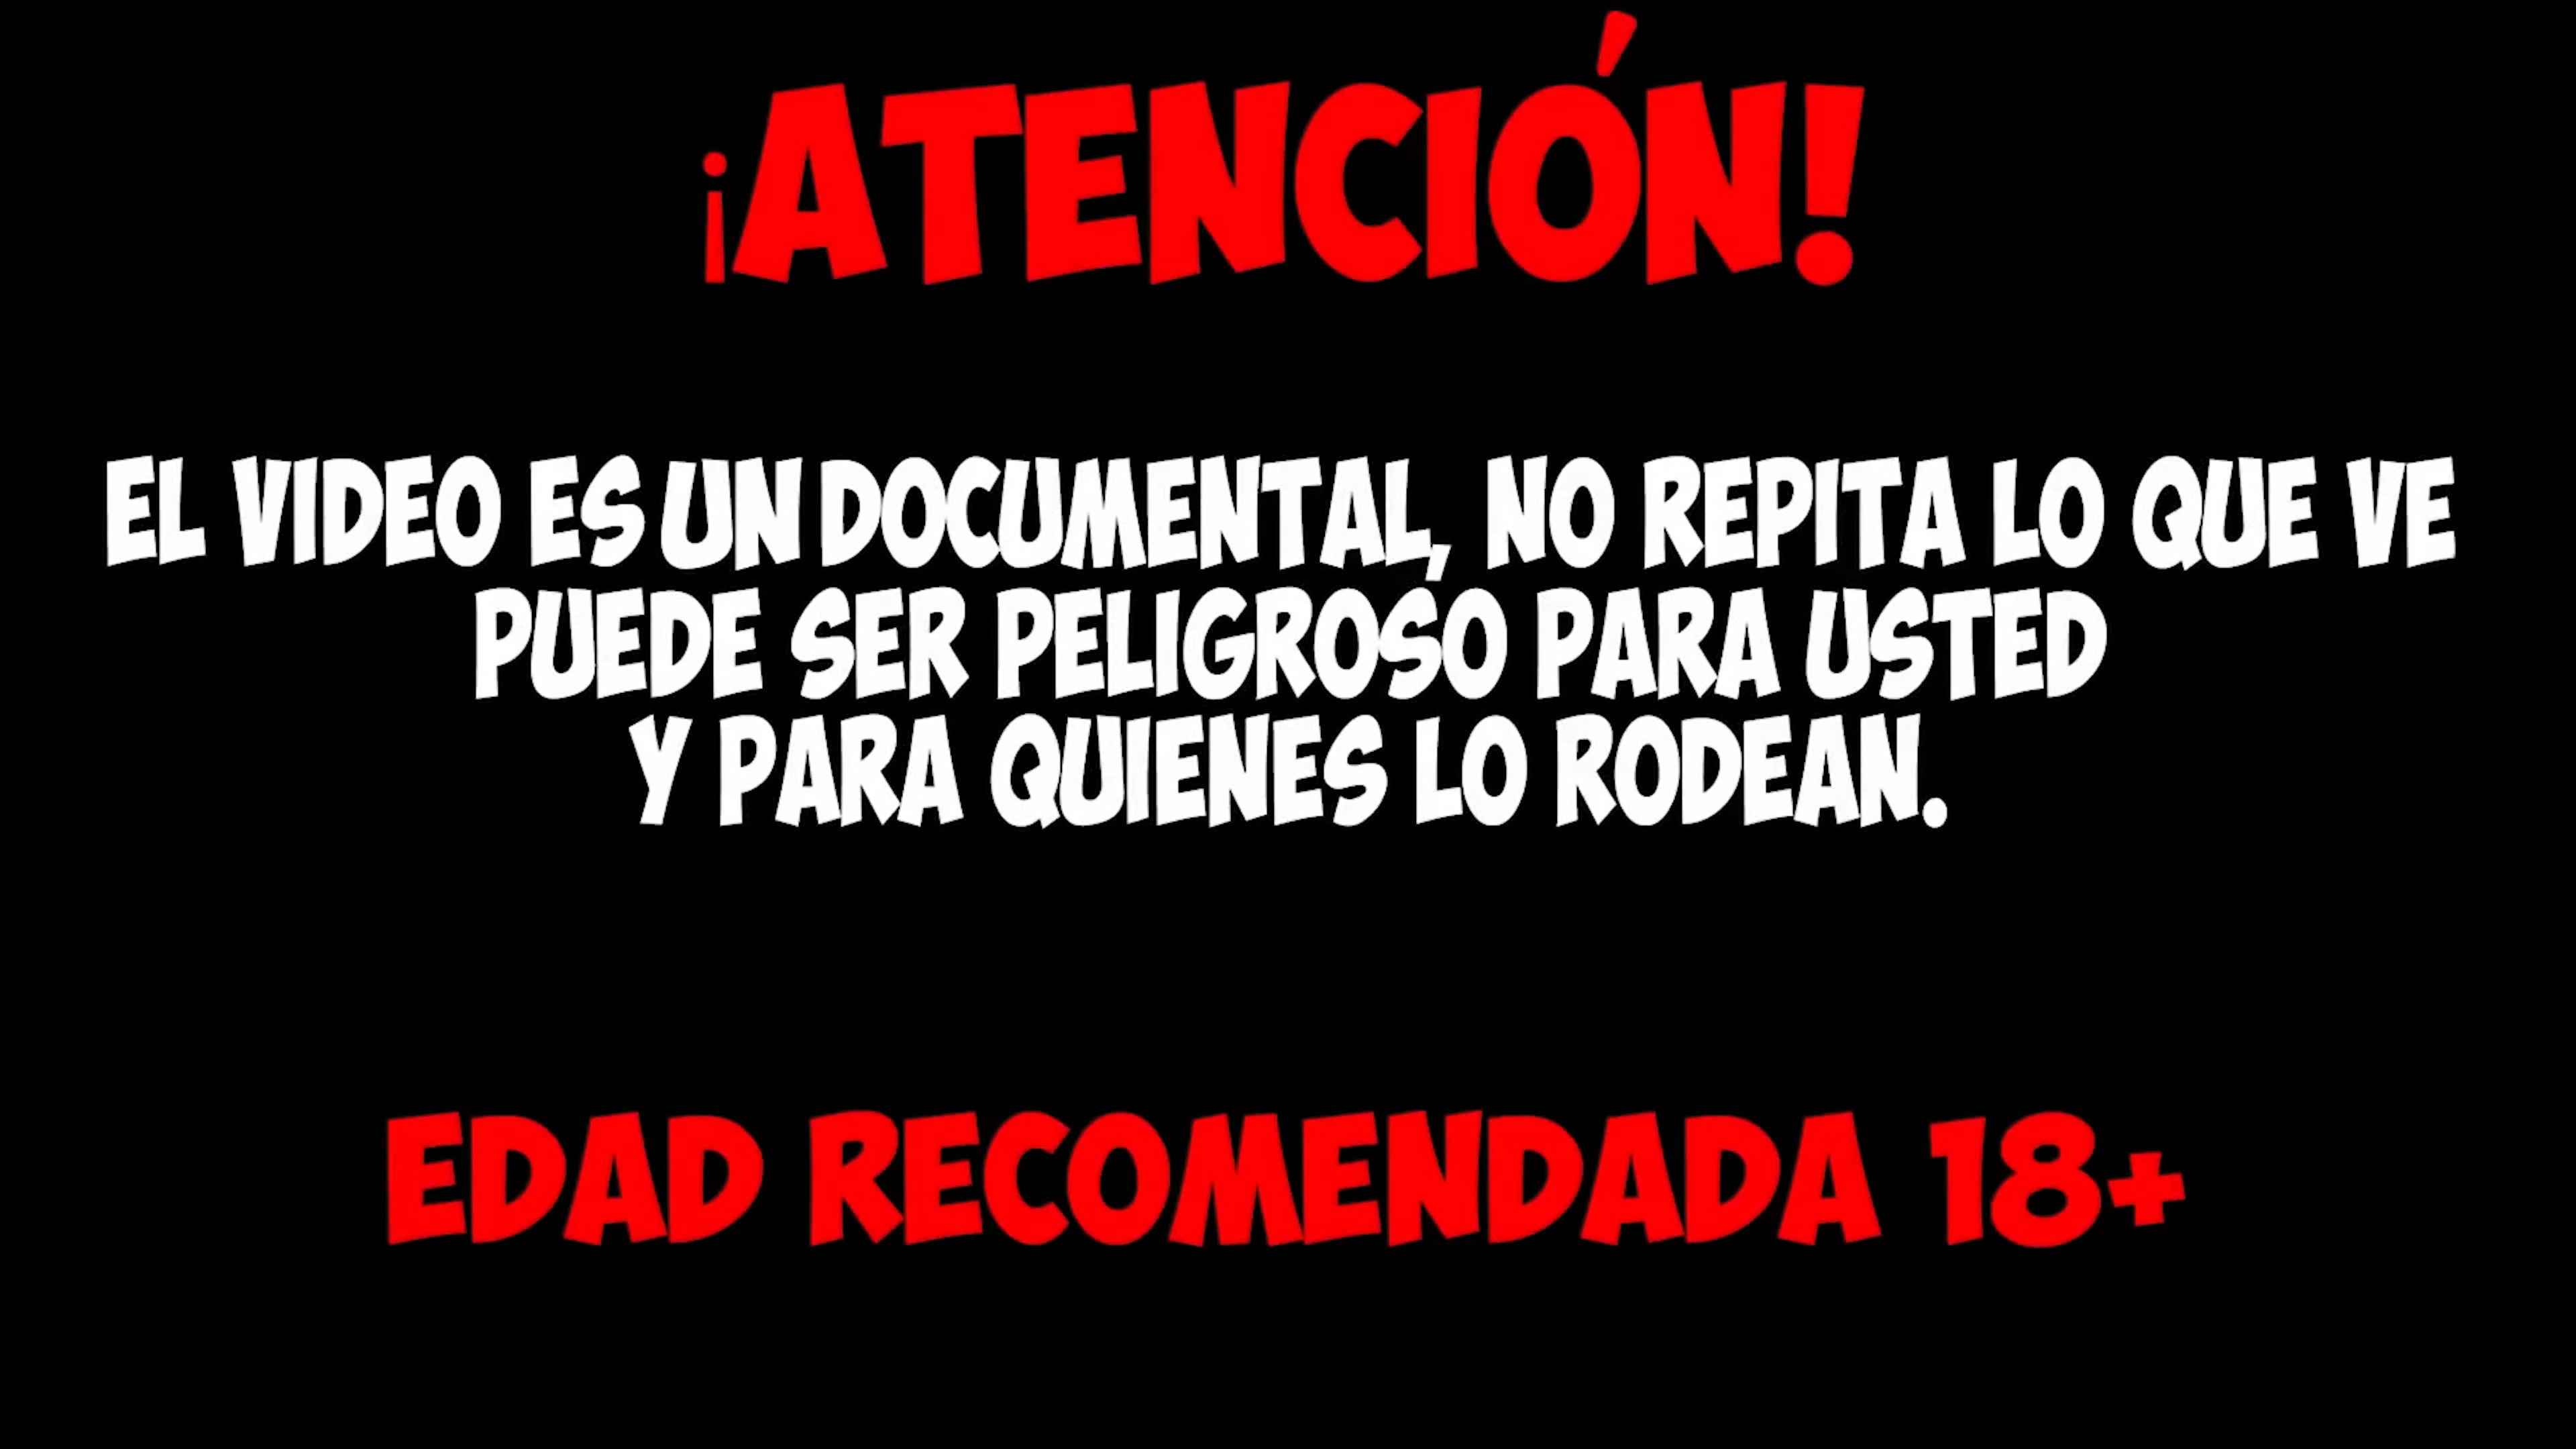 ¡ATENCIÓN!
EL VIDEO ES UN DOCUMENTAL, NO REPITA LO QUE VE
PUEDE SER PELIGROSO PARA USTED
Y PARA QUIENES LO RODEAN.
EDAD RECOMENDADA 18+